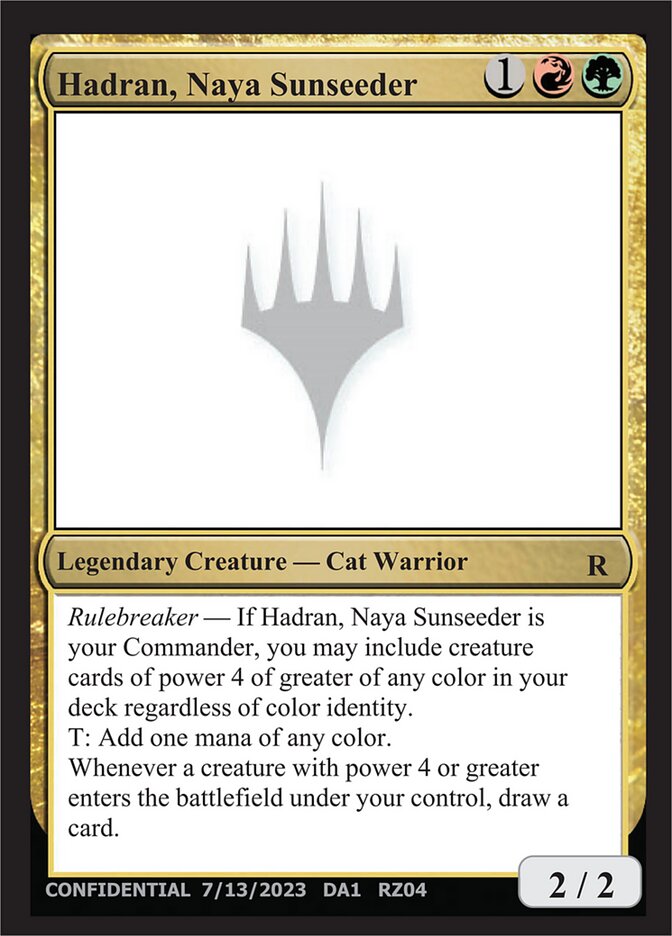 Hadran, Naya Sunseeder 1
Legendary Creature — Cat Warrior R
Rulebreaker — If Hadran, Naya Sunseeder is
your Commander, you may include creature
cards of power 4 of greater of any color in your
deck regardless of color identity.
T: Add one mana of any color.
Whenever a creature with power 4 or greater
enters the battlefield under your control, draw a
card.
2 / 2
CONFIDENTIAL 7/13/2023 DA1 RZ04